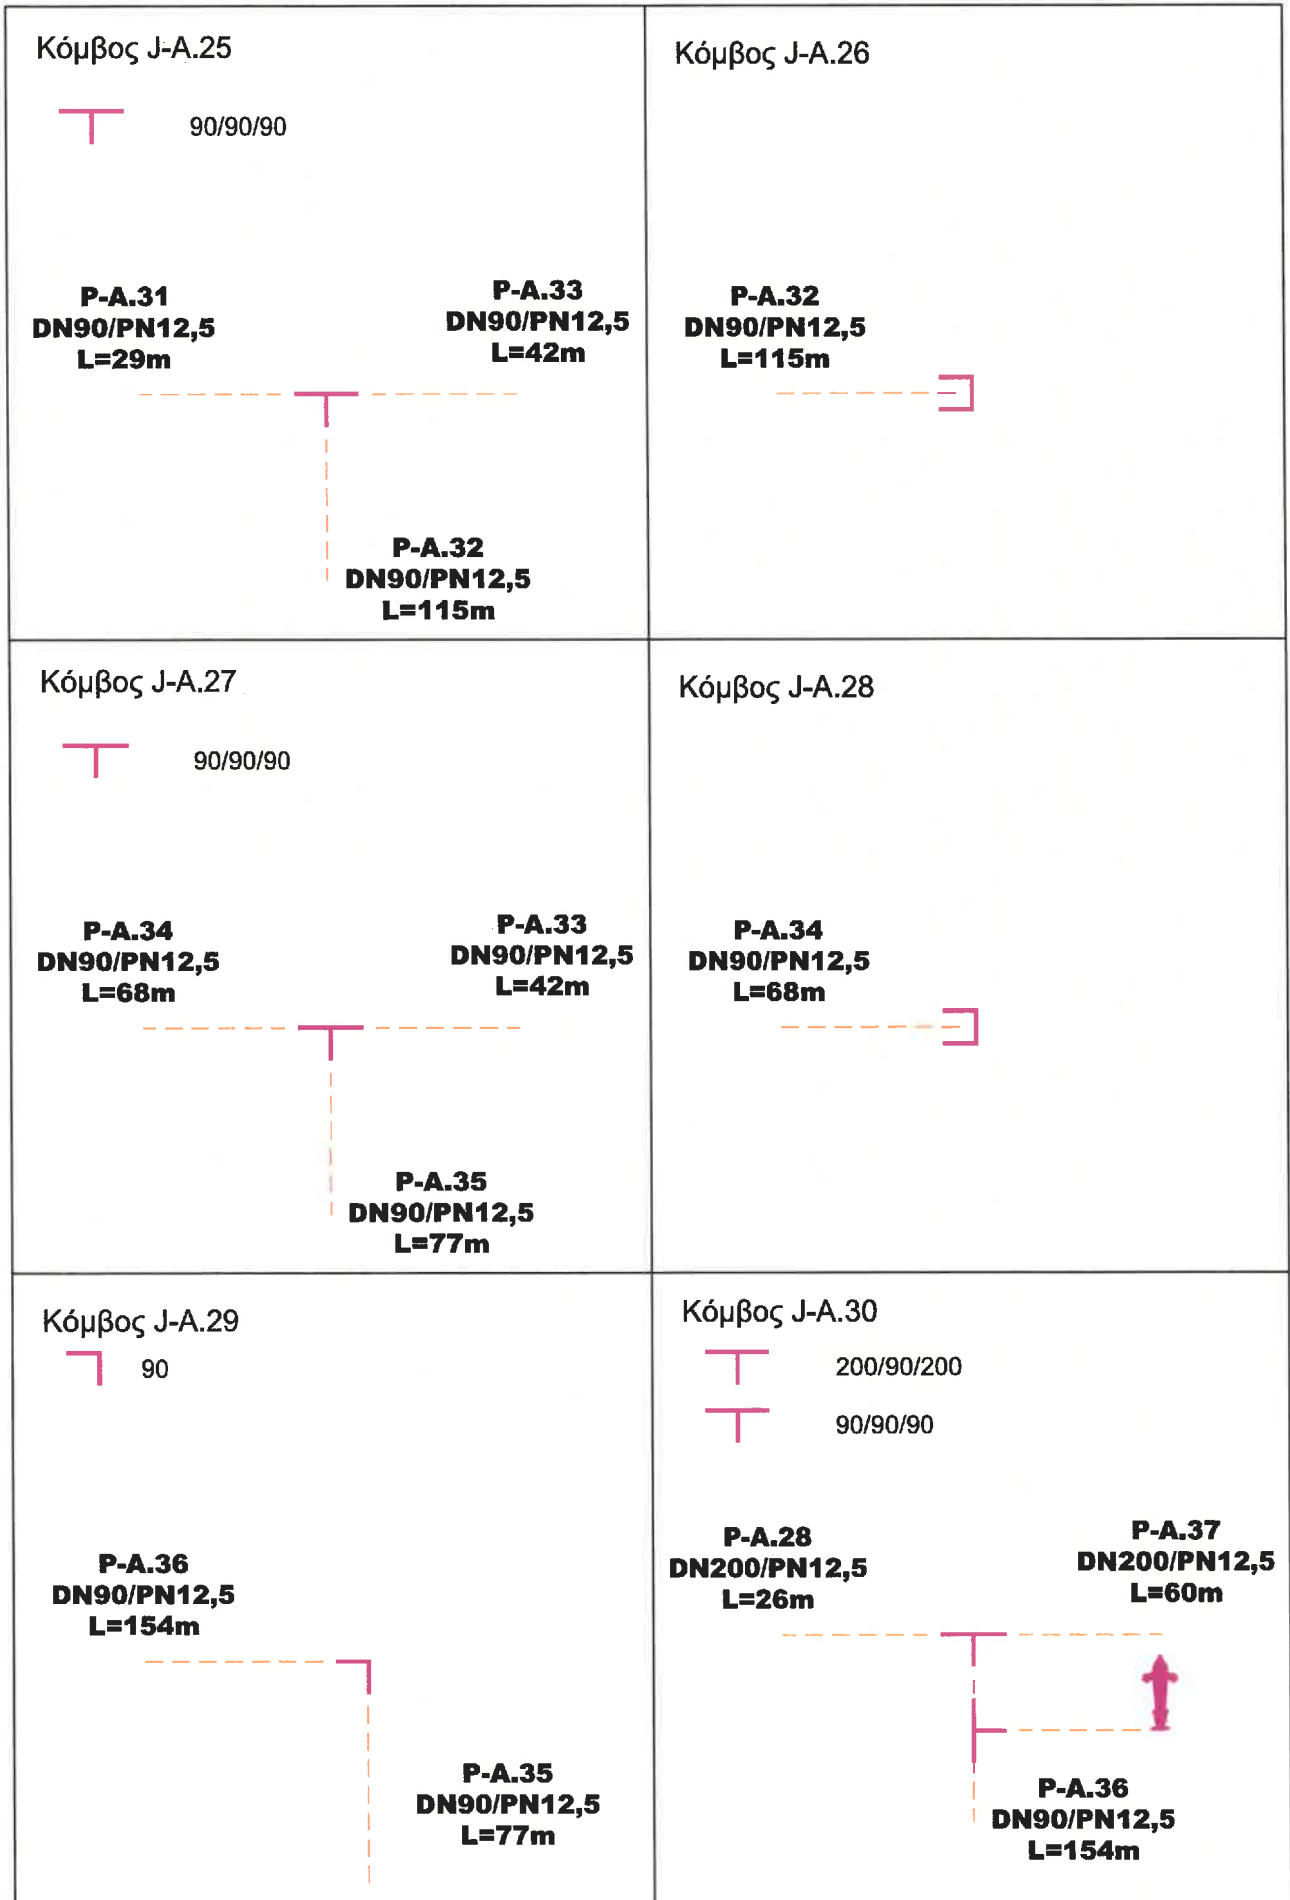 Κόμβος J-A.25
90/90/90
P-A.31
DN90/PN12,5
L=29m
P-A.33
DN90/PN12,5
L=42m
P-A.32
DN90/PN12,5
L=115m
Κόμβος J-A.26
P-A.32
DN90/PN12,5
L=115m
Κόμβος J-A.27
90/90/90
P-A.34
DN90/PN12,5
L=68m
P-A.33
DN90/PN12,5
L=42m
P-A.35
DN90/PN12,5
L=77m
Κόμβος J-A.28
P-A.34
DN90/PN12,5
L=68m
Κόμβος J-A.29
90
P-A.36
DN90/PN12,5
L=154m
P-A.35
DN90/PN12,5
L=77m
Κόμβος J-A.30
200/90/200
90/90/90
P-A.28
DN200/PN12,5
L=26m
P-A.37
DN200/PN12,5
L=60m
P-A.36
DN90/PN12,5
L=154m